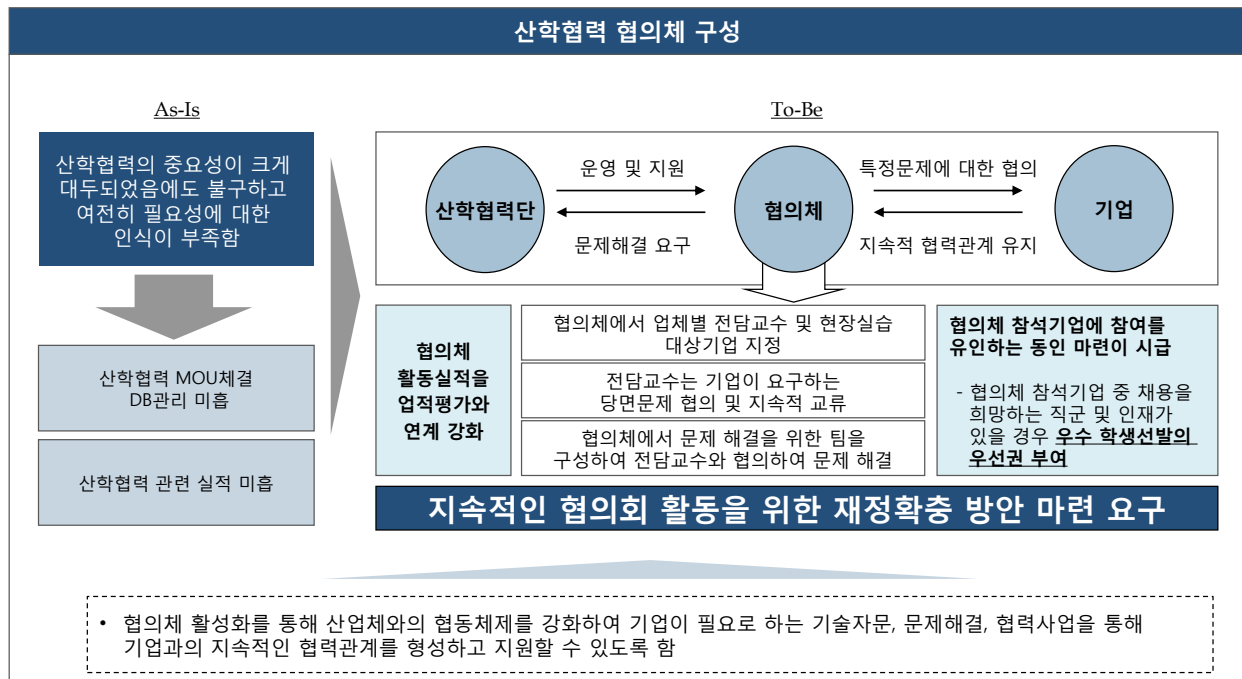 산학협력 협의체 구성
As-Is
산학협력의 중요성이 크게
대두되었음에도 불구하고
여전히 필요성에 대한
인식이 부족함
산학협력 MOU체결
DB관리 미흡
산학협력 관련 실적 미흡
To-Be
산학협력단
운영 및 지원
문제해결 요구
협의체
특정문제에 대한 협의
지속적 협력관계 유지
기업
협의체
활동실적을
업적평가와
연계 강화
협의체에서 업체별 전담교수 및 현장실습
대상기업 지정
전담교수는 기업이 요구하는
당면문제 협의 및 지속적 교류
협의체에서 문제 해결을 위한 팀을
구성하여 전담교수와 협의하여 문제 해결
협의체 참석기업에 참여를
유인하는 동인 마련이 시급
- 협의체 참석기업 중 채용을
희망하는 직군 및 인재가
있을 경우 우수 학생선발의
우선권 부여
지속적인 협의회 활동을 위한 재정확충 방안 마련 요구
• 협의체 활성화를 통해 산업체와의 협동체제를 강화하여 기업이 필요로 하는 기술자문, 문제해결, 협력사업을 통해
기업과의 지속적인 협력관계를 형성하고 지원할 수 있도록 함